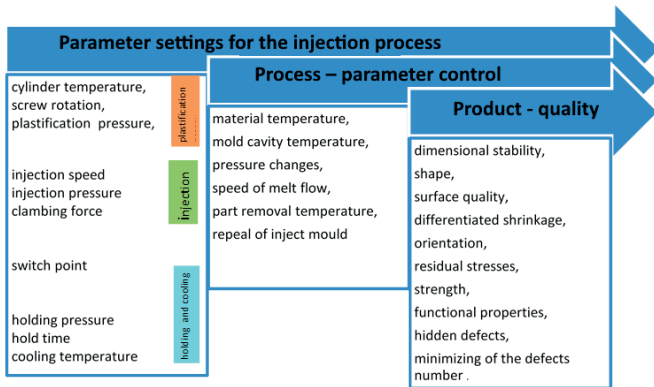 Parameter settings for the injection process
cylinder temperature,
screw rotation,
plastification pressure,
plastification
injection speed
injection pressure
clambing force
injection
switch point
holding pressure
hold time
cooling temperature
holding and cooling
Process – parameter control
material temperature,
mold cavity temperature,
pressure changes,
speed of melt flow,
part removal temperature,
repeal of inject mould
Product - quality
dimensional stability,
shape,
surface quality,
differentiated shrinkage,
orientation,
residual stresses,
strength,
functional properties,
hidden defects,
minimizing of the defects
number .